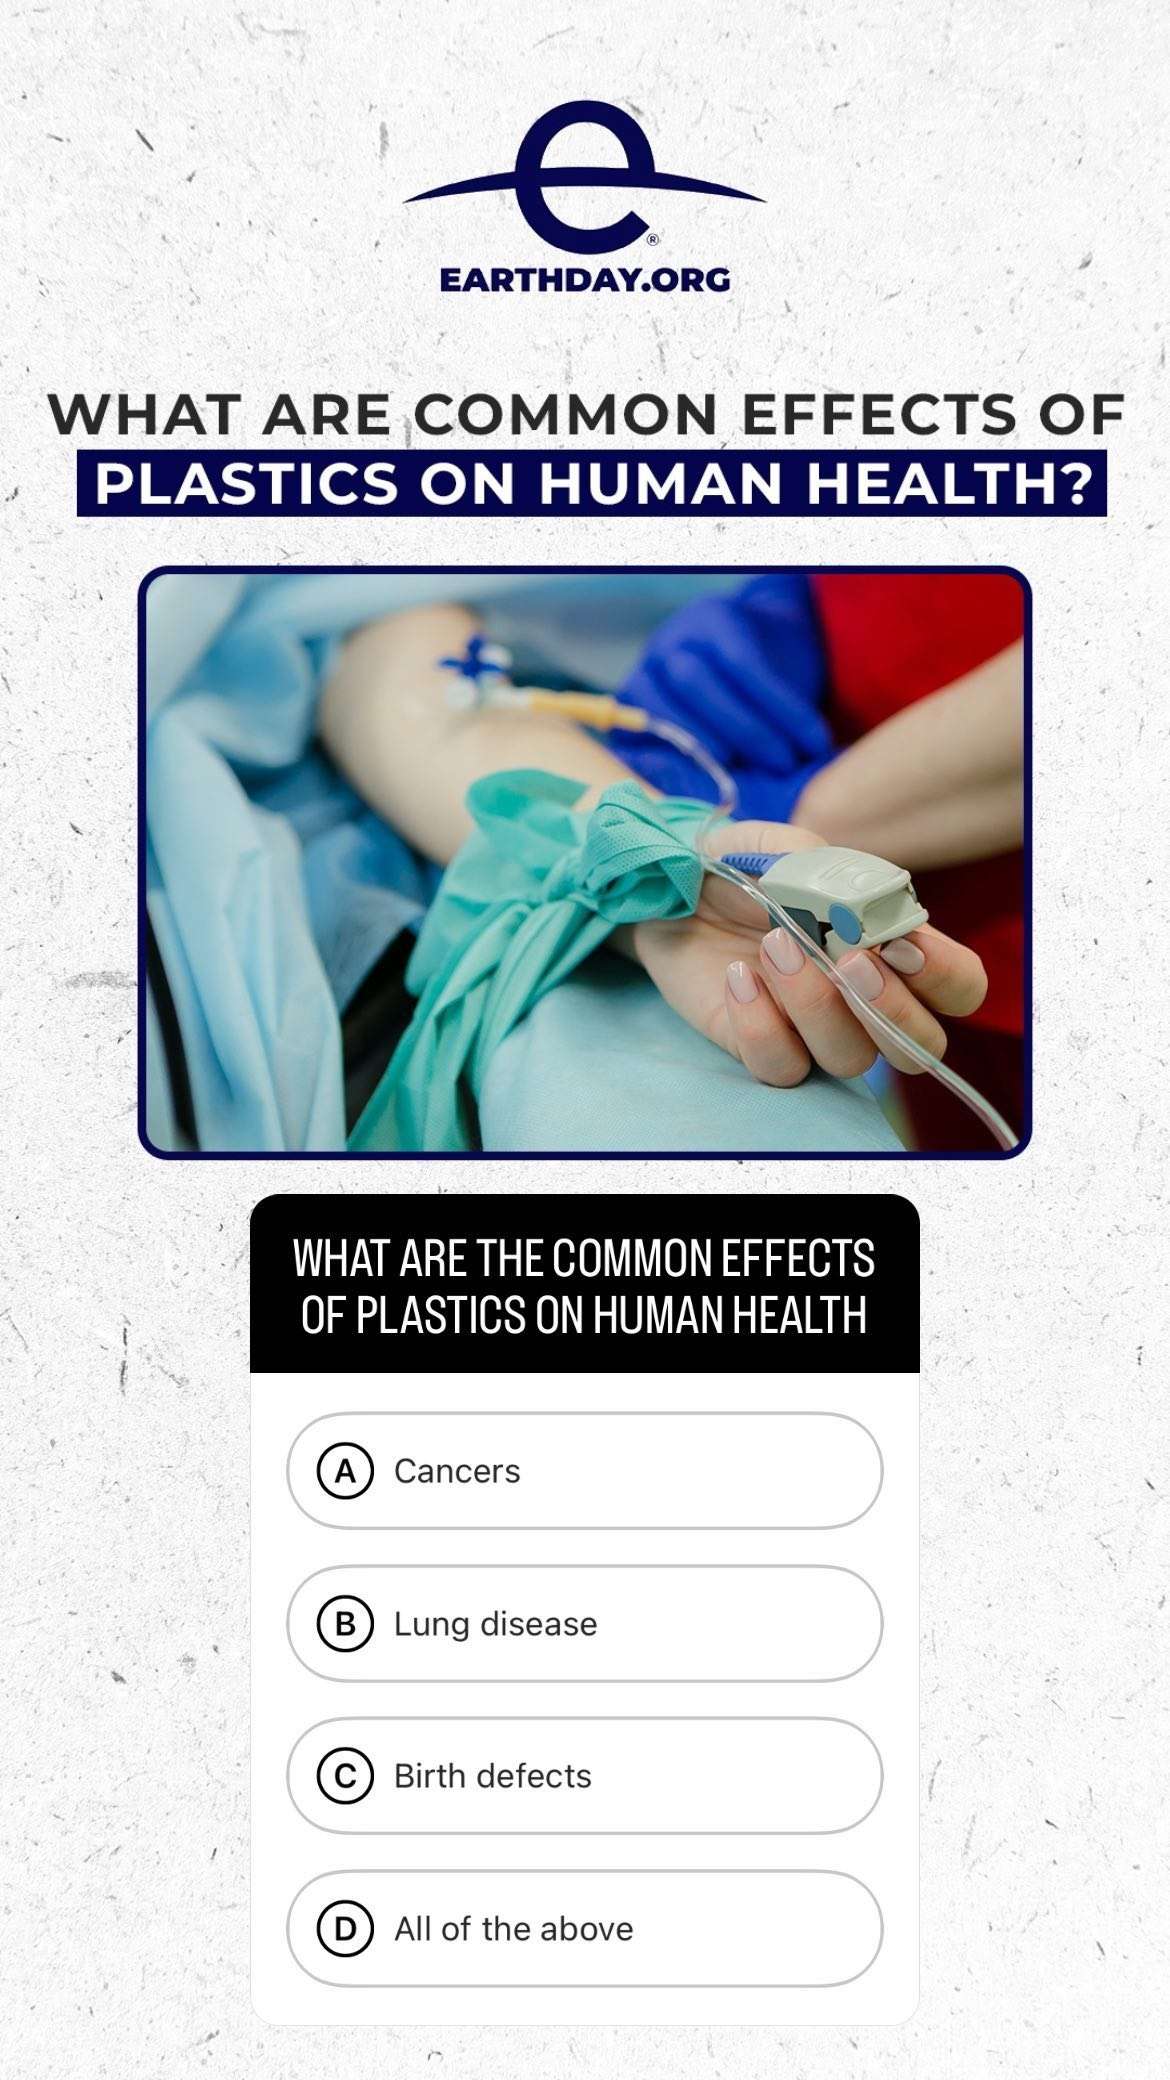 e®
EARTHDAY.ORG
WHAT ARE COMMON EFFECTS OF
PLASTICS ON HUMAN HEALTH?
WHAT ARE THE COMMON EFFECTS
OF PLASTICS ON HUMAN HEALTH
A Cancers
B Lung disease
C Birth defects
D All of the above